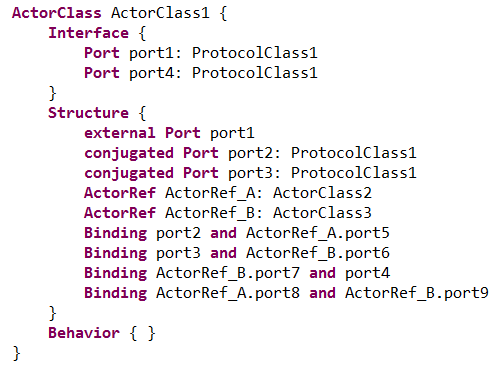 ActorClass ActorClass1 {
Interface {
Port port1: ProtocolClass1
Port port4: ProtocolClass1
}
Structure {
external Port port1
conjugated Port port2: ProtocolClass1
conjugated Port port3: ProtocolClass1
ActorRef ActorRef_A: ActorClass2
ActorRef ActorRef_B: ActorClass3
Binding port2 and ActorRef_A.port5
Binding port3 and ActorRef_B.port6
Binding ActorRef_B.port7 and port4
Binding ActorRef_A.port8 and ActorRef_B.port9
}
Behavior { }
}